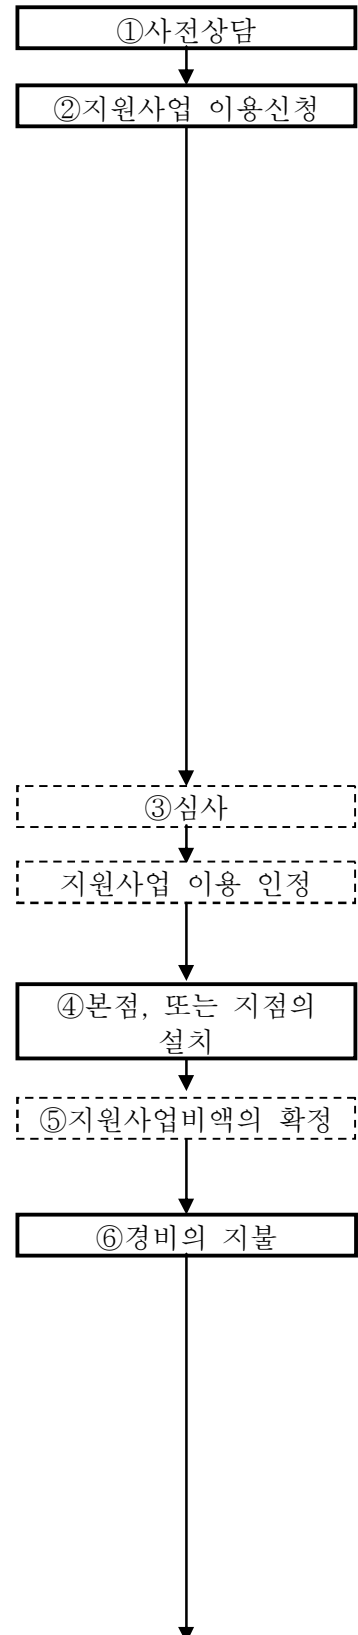 ①사전상담
②지원사업 이용신청
③심사
지원사업 이용 인정
④본점, 또는 지점의
설치
⑤지원사업비액의 확정
⑥경비의 지불